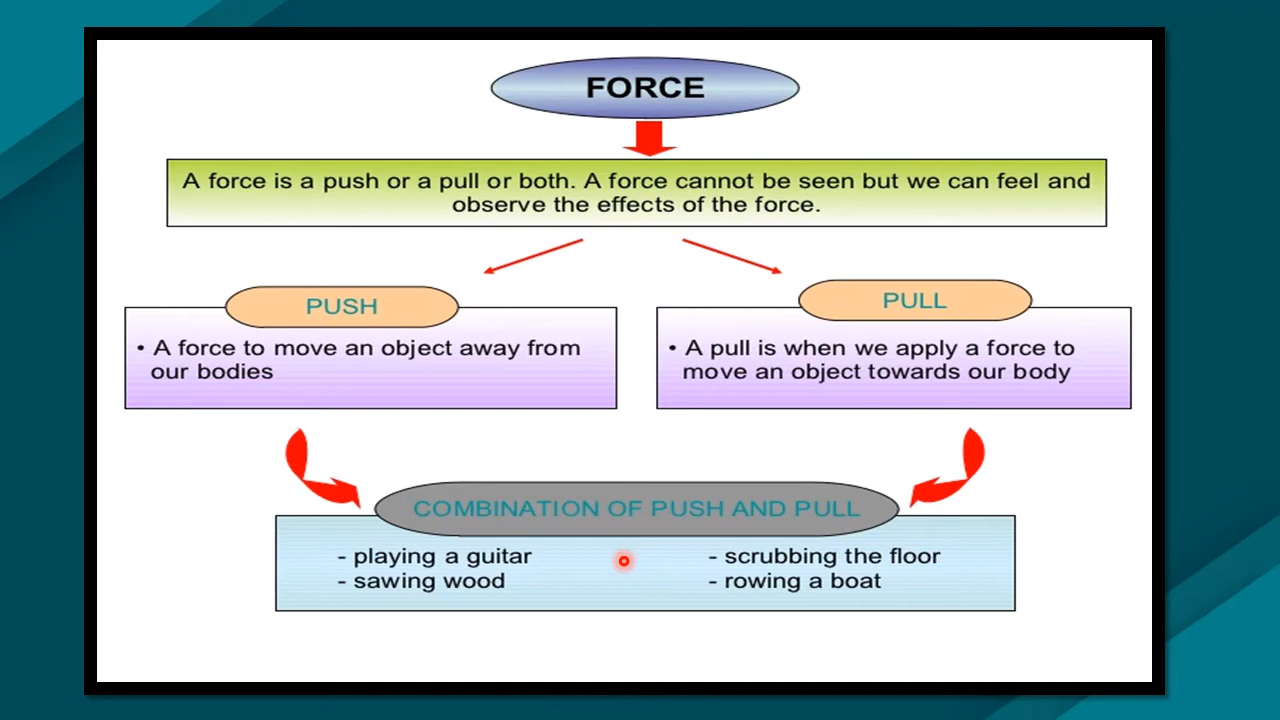 FORCE
A force is a push or a pull or both. A force cannot be seen but we can feel and
observe the effects of the force.
PUSH
• A force to move an object away from
our bodies
PULL
• A pull is when we apply a force to
move an object towards our body
COMBINATION OF PUSH AND PULL
- playing a guitar
- sawing wood
- scrubbing the floor
- rowing a boat